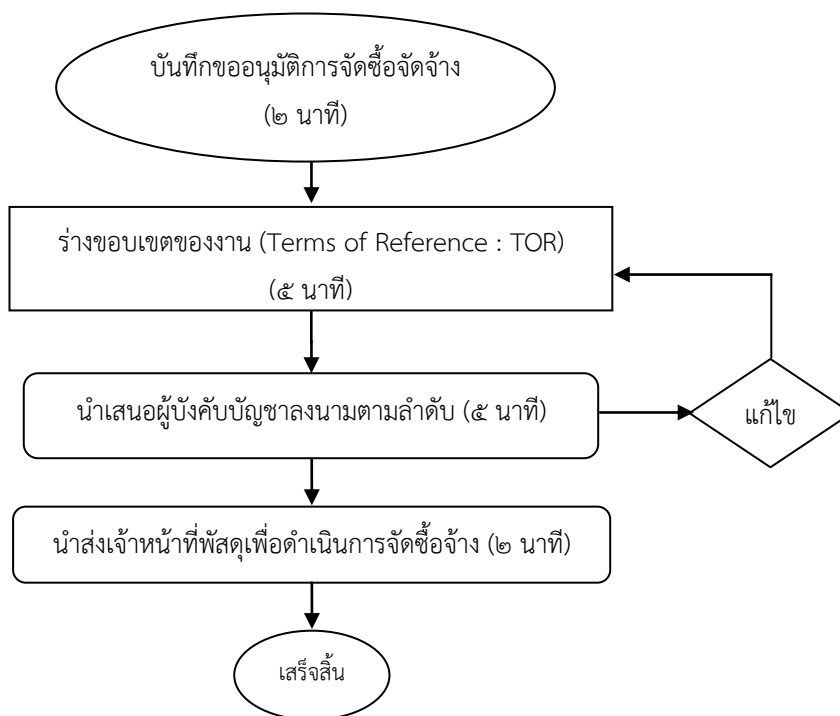 บันทึกขออนุมัติการจัดซื้อจัดจ้าง
(๒ นาที)
ร่างขอบเขตของงาน (Terms of Reference : TOR)
(๕ นาที)
นำเสนอผู้บังคับบัญชาลงนามตามลำดับ (๕ นาที)
แก้ไข
นำส่งเจ้าหน้าที่พัสดุเพื่อดำเนินการจัดซื้อจ้าง (๒ นาที)
เสร็จสิ้น